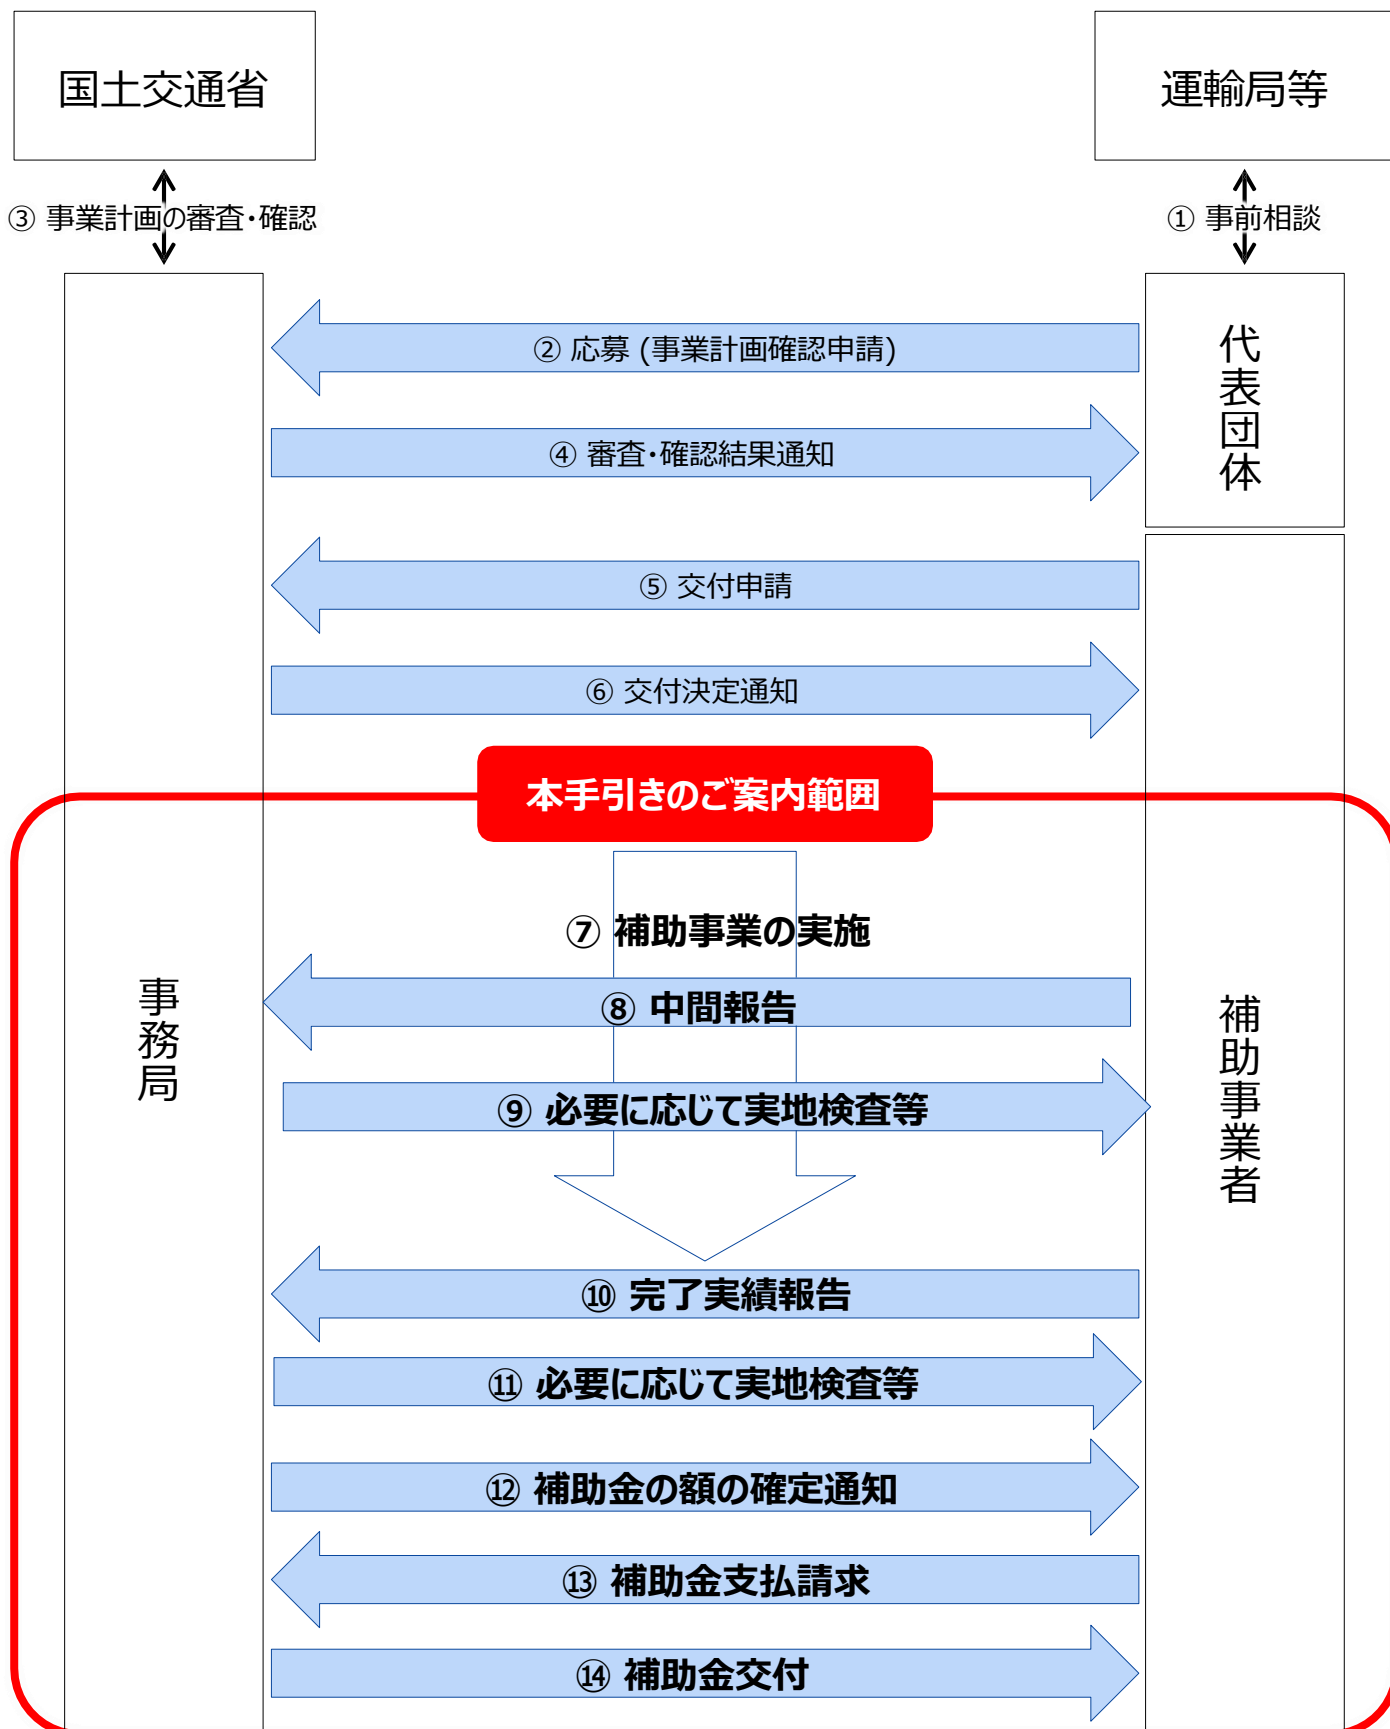 国土交通省
運輸局等
③ 事業計画の審査・確認
① 事前相談
② 応募 (事業計画確認申請)
代表団体
④ 審査・確認結果通知
⑤ 交付申請
⑥ 交付決定通知
本手引きのご案内範囲
⑦ 補助事業の実施
事務局
補助事業者
⑧ 中間報告
⑨ 必要に応じて実地検査等
⑩ 完了実績報告
⑪ 必要に応じて実地検査等
⑫ 補助金の額の確定通知
⑬ 補助金支払請求
⑭ 補助金交付